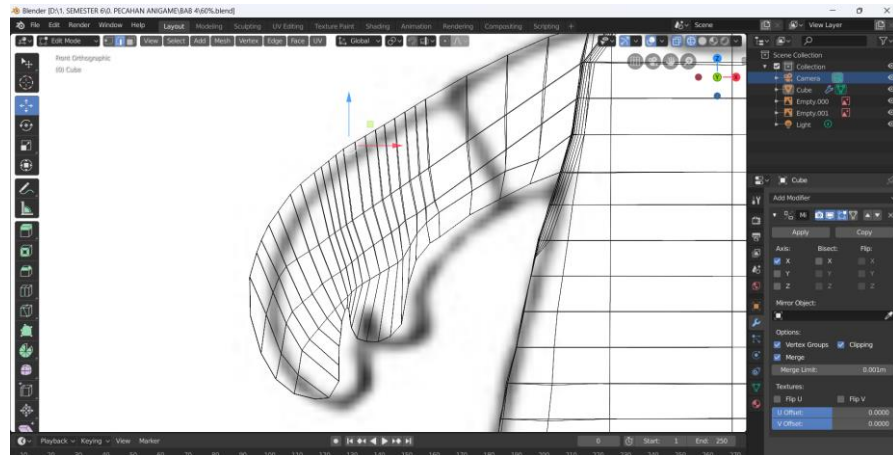 Blender [D:\1. SEMESTER 6\0. PECAHAN ANIGAME\BAB 4\60%.blend]
File Edit Render Window Help Layout Modeling Sculpting UV Editing Texture Paint Shading Animation Rendering Compositing Scripting + Scene View Layer
Edit Mode View Select Add Mesh Vertex Edge Face UV Global
Front Orthographic
(0) Cube
Z
Y
X
Scene Collection
Collection
Camera
Cube
Empty.000
Empty.001
Light
Cube
Add Modifier
Mi
Apply Copy
Axis: Bisect: Flip:
X X X
Y Y Y
Z Z Z
Mirror Object:
Options:
Vertex Groups Clipping
Merge
Merge Limit: 0.001m
Textures:
Flip U Flip V
U Offset: 0.0000
V Offset: 0.0000
Playback Keying View Marker 0 Start: 1 End: 250